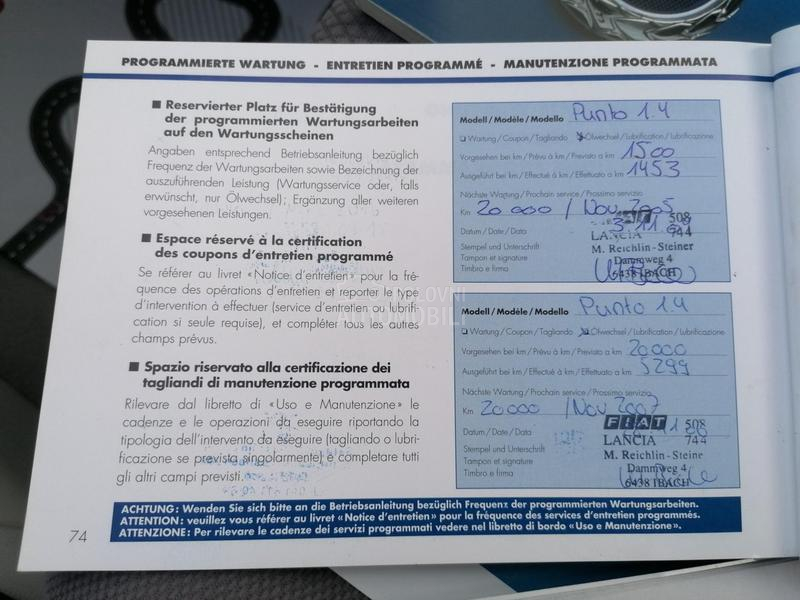 PROGRAMMIERTE WARTUNG - ENTRETIEN PROGRAMMÉ - MANUTENZIONE PROGRAMMATA
■ Reservierter Platz für Bestätigung
der programmierten Wartungsarbeiten
auf den Wartungsscheinen
Angaben entsprechend Betriebsanleitung bezüglich
Frequenz der Wartungsarbeiten sowie Bezeichnung der
auszuführenden Leistung (Wartungsservice oder, falls
erwünscht, nur Ölwechsel); Ergänzung aller weiteren
vorgesehenen Leistungen.
■ Espace réservé à la certification
des coupons d'entretien programmé
Se référer au livret «Notice d'entretien» pour la fré-
quence des opérations d'entretien et reporter le type
d'intervention à effectuer (service d'entretien ou lubrifi-
cation si seule requise), et compléter tous les autres
champs prévus.
■ Spazio riservato alla certificazione dei
tagliandi di manutenzione programmata
Rilevare dal libretto di «Uso e Manutenzione» le
cadenze e le operazioni da eseguire riportando la
tipologia dell'intervento da eseguire (tagliando o lubri-
ficazione se prevista singolarmente) e completare tutti
gli altri campi previsti.
Modell / Modèle / Modello Punto 1.4
Wartung / Coupon / Tagliando Ölwechsel / Lubrification / Lubrificazione
Vorgesehen bei km / Prévu à km / Previsto a km 1500
Ausgeführt bei km / Effectué à km / Effettuato a km 1453
Nächste Wartung / Prochain service / Prossimo servizio
Km 20 000 / Nov 2005
Datum / Date / Data
FIAT 508
LANCIA 744
Stempel und Unterschrift
Tampon et signature
Timbro e firma
M. Reichlin-Steiner
Dammweg 4
6438 IBACH
Modell / Modèle / Modello Punto 1.4
Wartung / Coupon / Tagliando Ölwechsel / Lubrification / Lubrificazione
Vorgesehen bei km / Prévu à km / Previsto a km 20000
Ausgeführt bei km / Effectué à km / Effettuato a km 5299
Nächste Wartung / Prochain service / Prossimo servizio
Km 20000 / Nov 2007
Datum / Date / Data
FIAT 508
LANCIA 744
Stempel und Unterschrift
Tampon et signature
Timbro e firma
M. Reichlin-Steine
Dammweg 4
6438 IBACH
POLOVNI
AUTOMOBILI
ACHTUNG: Wenden Sie sich bitte an die Betriebsanleitung bezüglich Frequenz der programmierten Wartungsarbeiten.
ATTENTION: veuillez vous référer au livret «Notice d'entretien» pour la fréquence des services d'entretien programmés.
ATTENZIONE: Per rilevare le cadenze dei servizi programmati vedere nel libretto di bordo «Uso e Manutenzione».
74